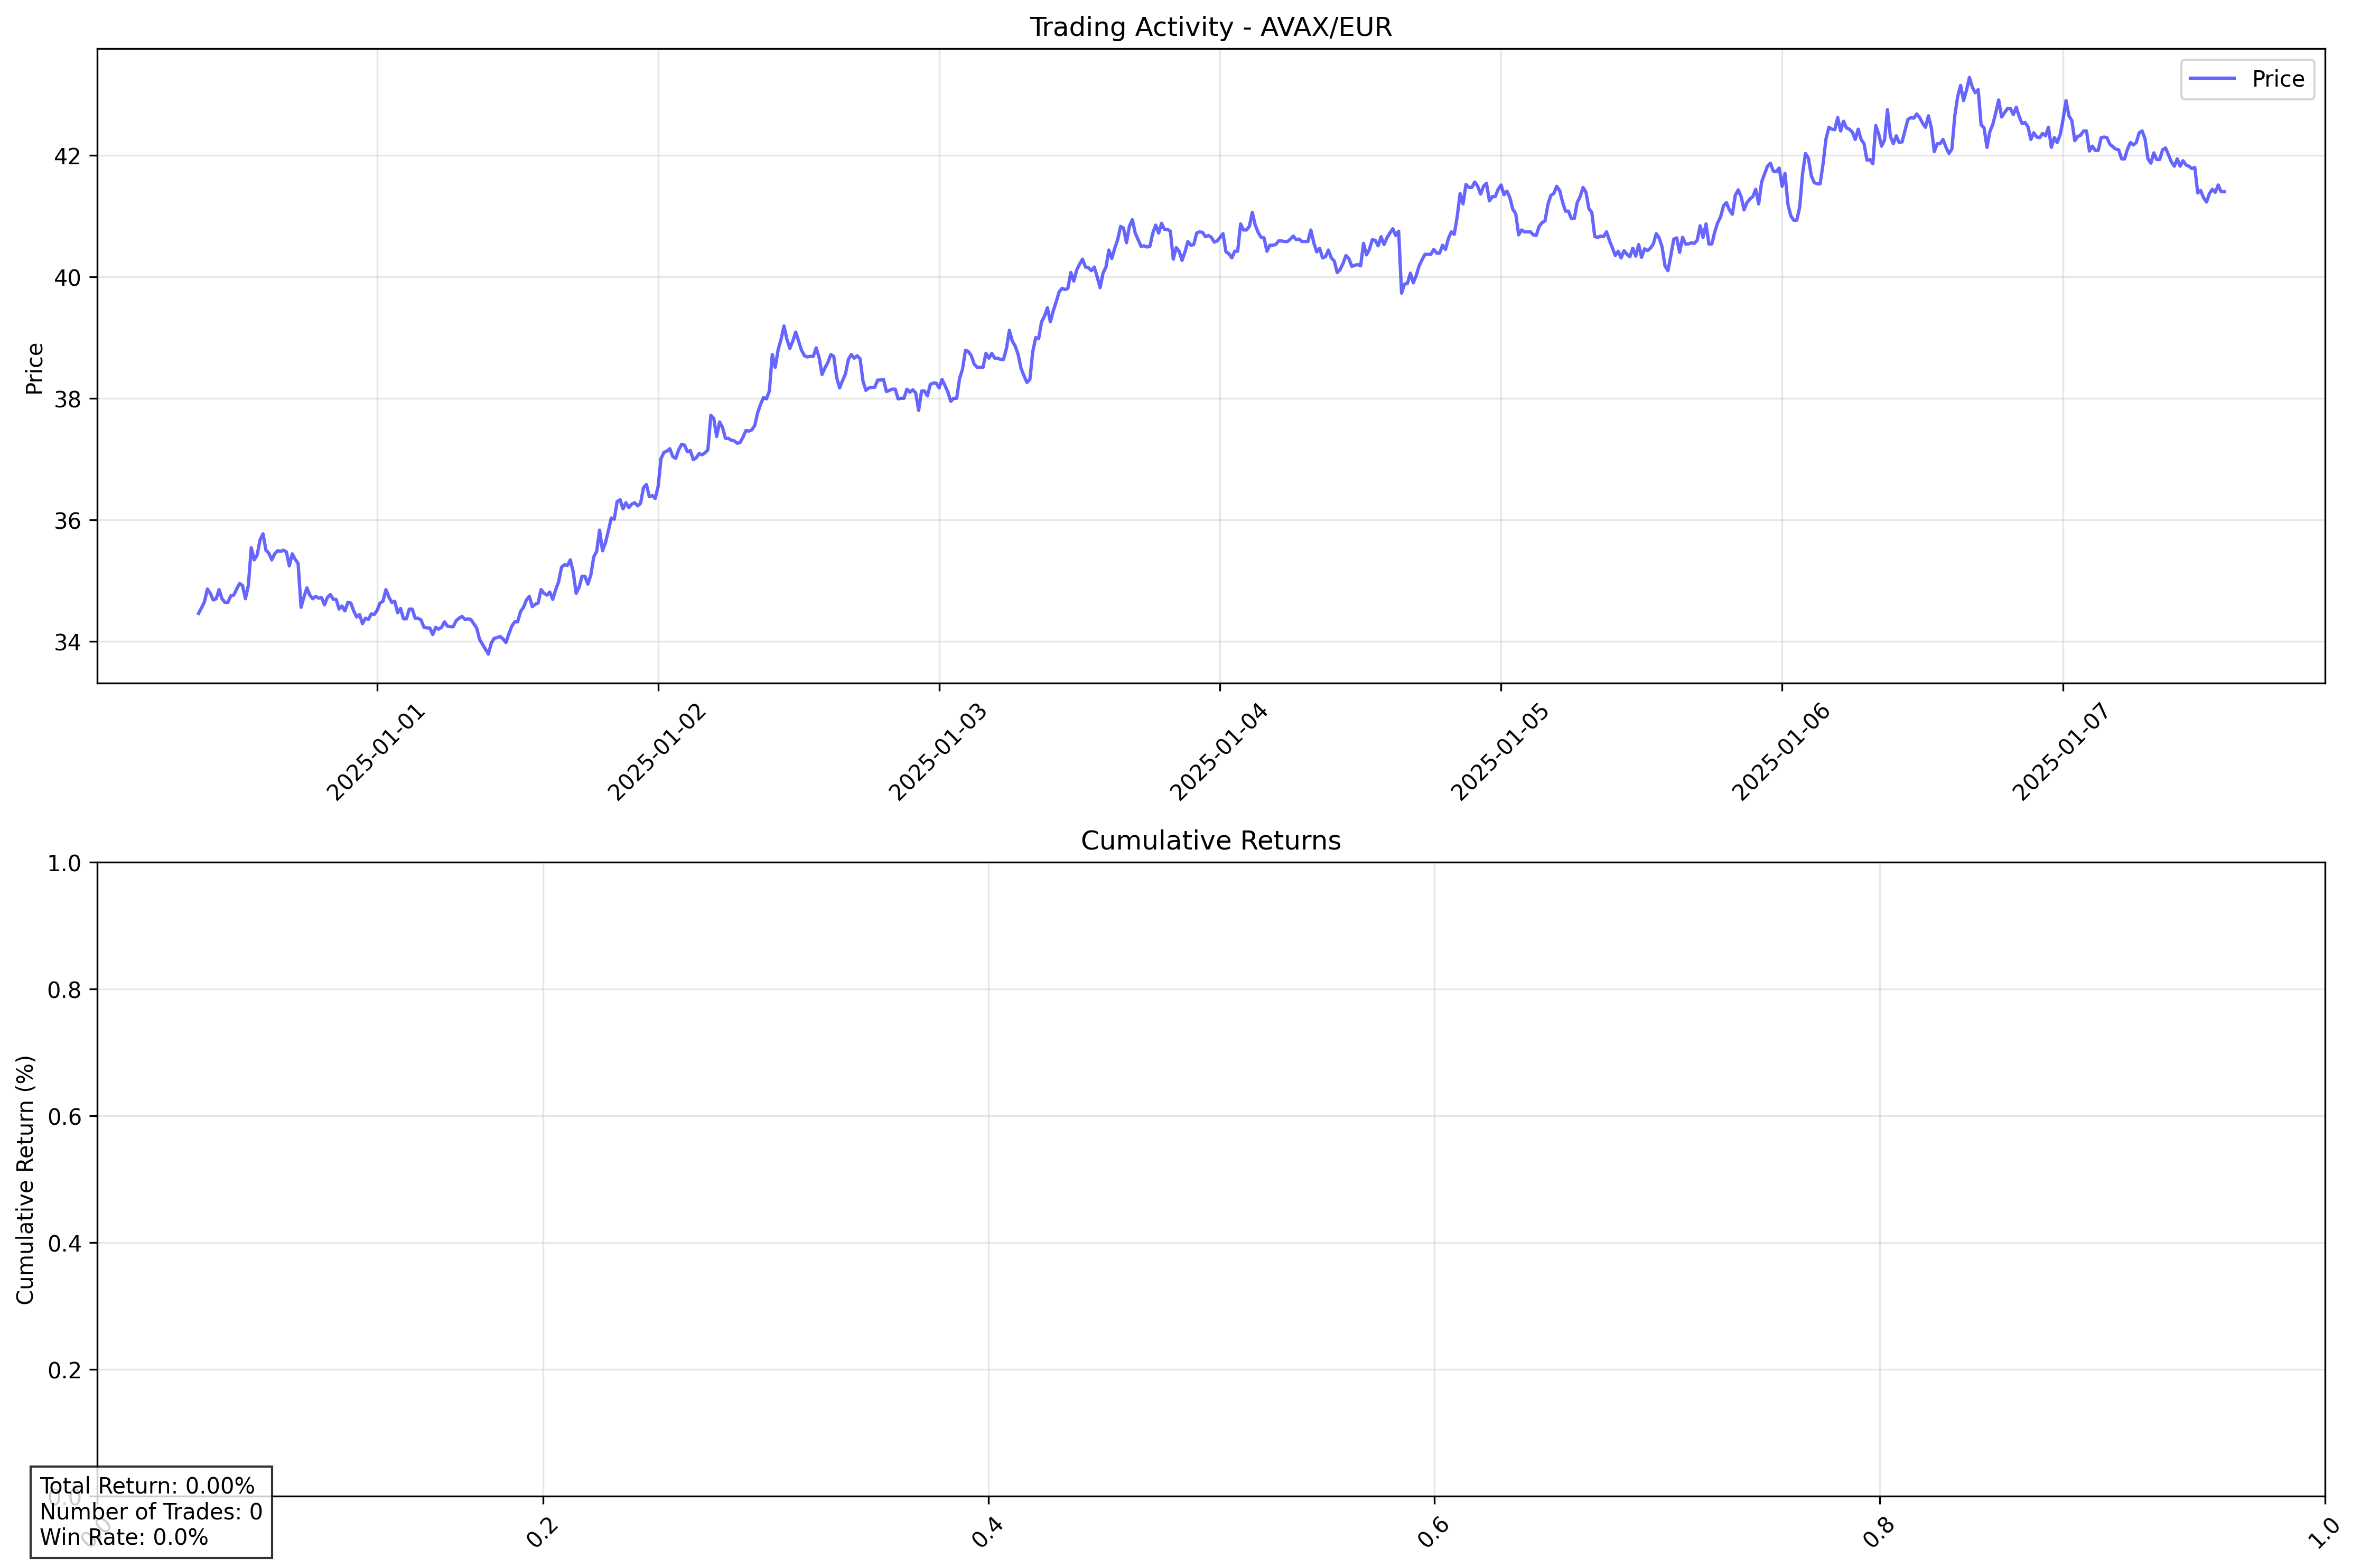 Trading Activity - AVAX/EUR
Price
Price
42
40
38
36
34
2025-01-01
2025-01-02
2025-01-03
2025-01-04
2025-01-05
2025-01-06
2025-01-07
Cumulative Returns
Cumulative Return (%)
1.0
0.8
0.6
0.4
0.2
0.0
Total Return: 0.00%
Number of Trades: 0
Win Rate: 0.0%
0.2
0.4
0.6
0.8
1.0